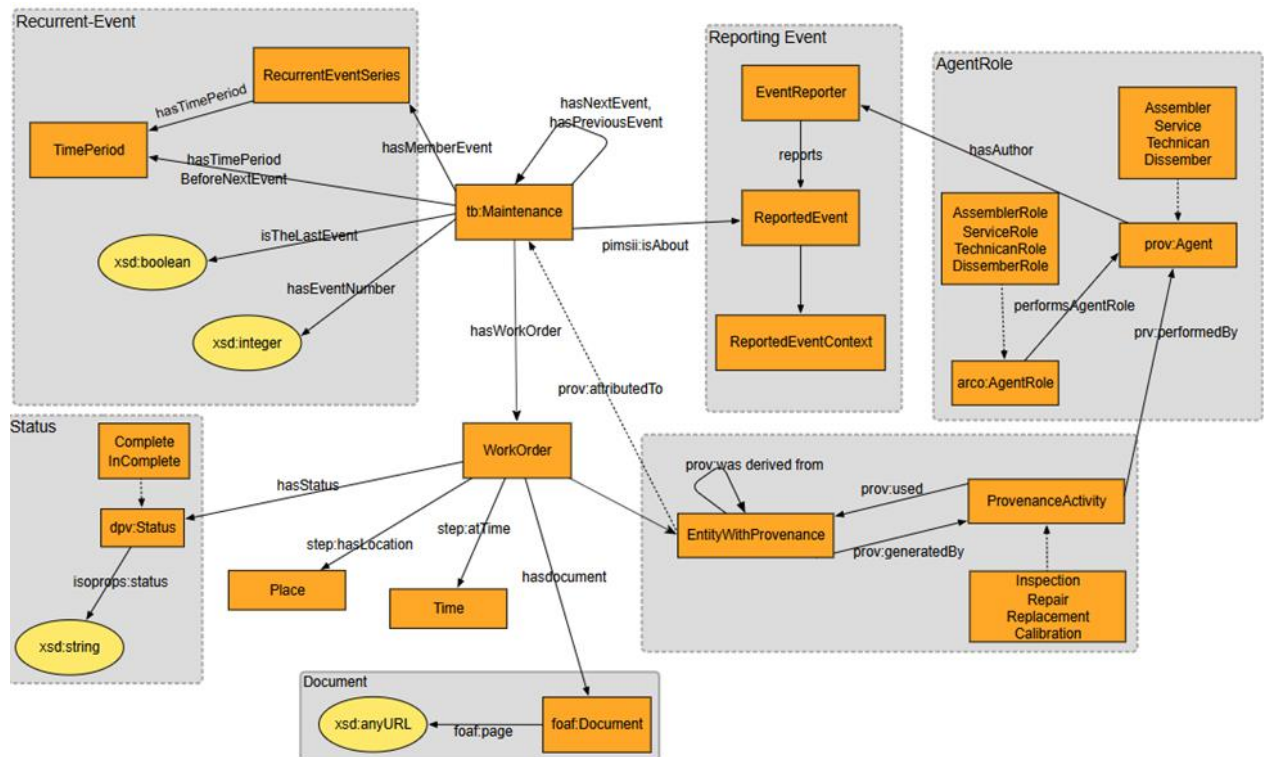 Recurrent-Event
RecurrentEventSeries
hasTimePeriod
TimePeriod
hasTimePeriod
BeforeNextEvent
hasMemberEvent
hasNextEvent,
hasPreviousEvent
tb:Maintenance
isTheLastEvent
xsd:boolean
hasEventNumber
xsd:integer
Reporting Event
EventReporter
reports
ReportedEvent
pimsii:isAbout
ReportedEventContext
AgentRole
Assembler
Service
Technican
Dissember
hasAuthor
AssemblerRole
ServiceRole
TechnicanRole
DissemberRole
prov:Agent
performsAgentRole
prv:performedBy
arco:AgentRole
hasWorkOrder
prov:attributedTo
Status
Complete
InComplete
hasStatus
dpv:Status
isoprops:status
xsd:string
WorkOrder
step:hasLocation
step:atTime
hasdocument
Place
Time
prov:was derived from
prov:used
ProvenanceActivity
EntityWithProvenance
prov:generatedBy
Inspection
Repair
Replacement
Calibration
Document
xsd:anyURL
foaf:page
foaf:Document